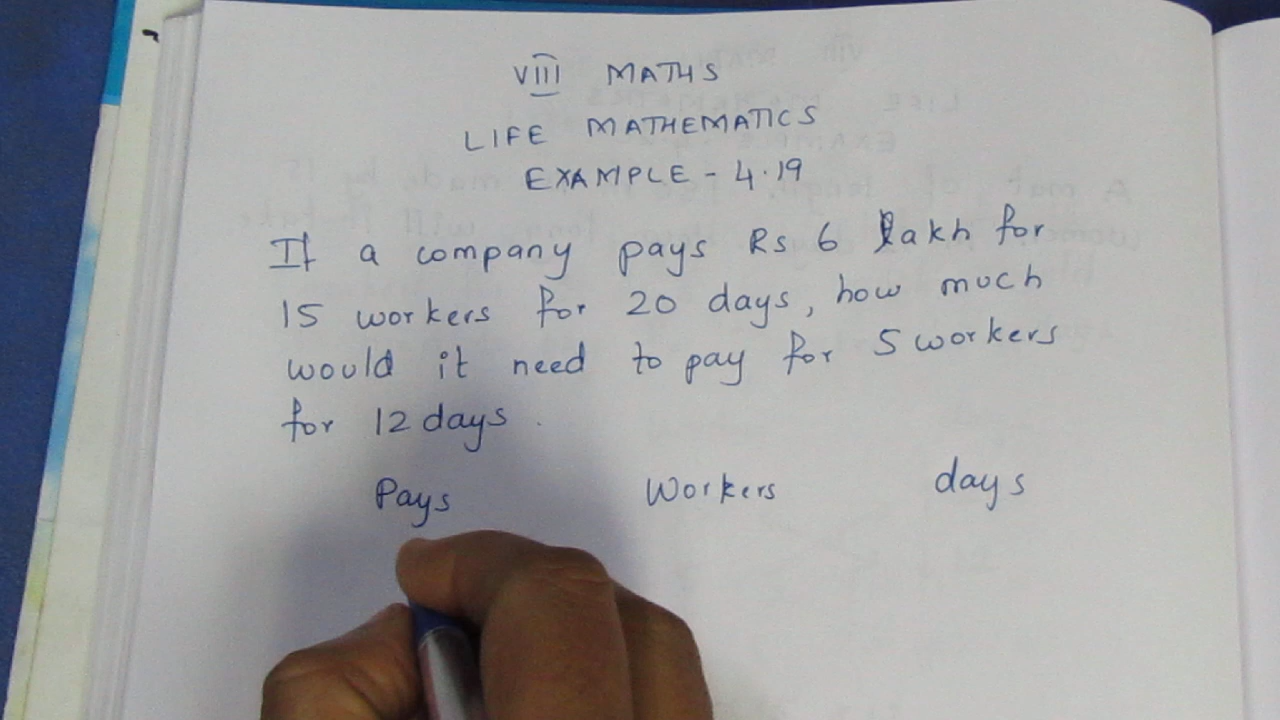 VIII MATHS
LIFE MATHEMATICS
EXAMPLE - 4.19
If a company pays Rs 6 lakh for
15 workers for 20 days, how much
would it need to pay for 5 workers
for 12 days.
Pays Workers days